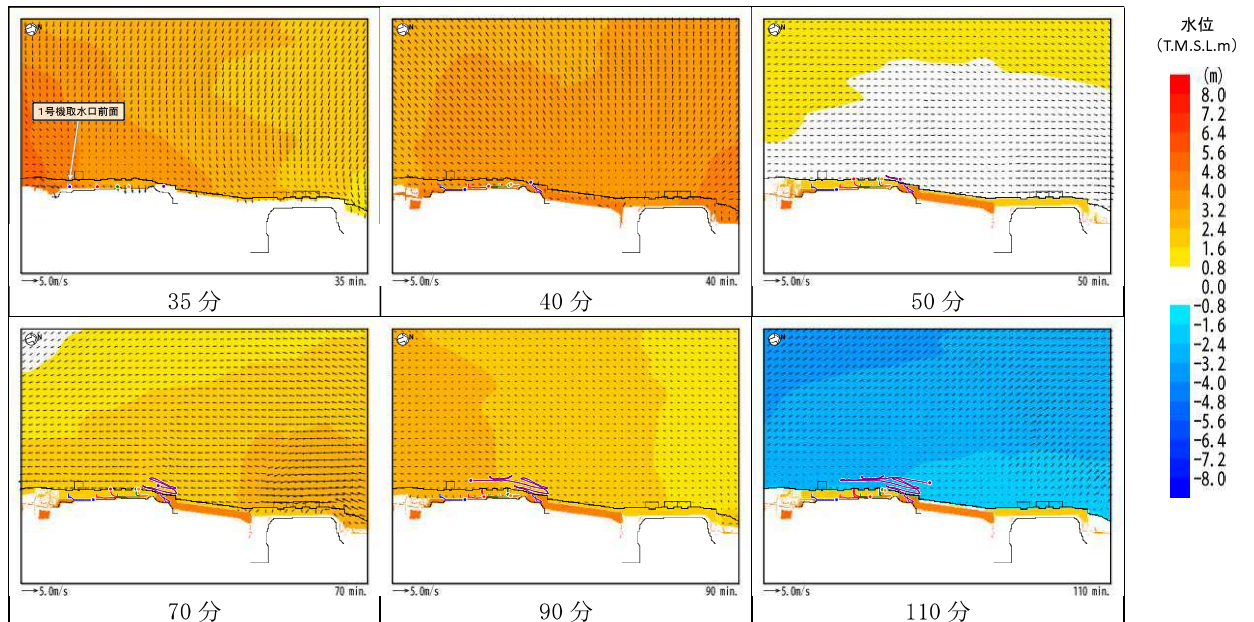 水位
(T.M.S.L.m)
(m)
8.0
7.2
6.4
5.6
4.8
4.0
3.2
2.4
1.6
0.8
0.0
-0.8
-1.6
-2.4
-3.2
-4.0
-4.8
-5.6
-6.4
-7.2
-8.0
N
1号機取水口前面
5.0m/s
35 min.
35分
N
5.0m/s
40 min.
40分
N
5.0m/s
50 min.
50分
N
5.0m/s
70 min.
70分
N
5.0m/s
90 min.
90分
N
5.0m/s
110 min.
110分